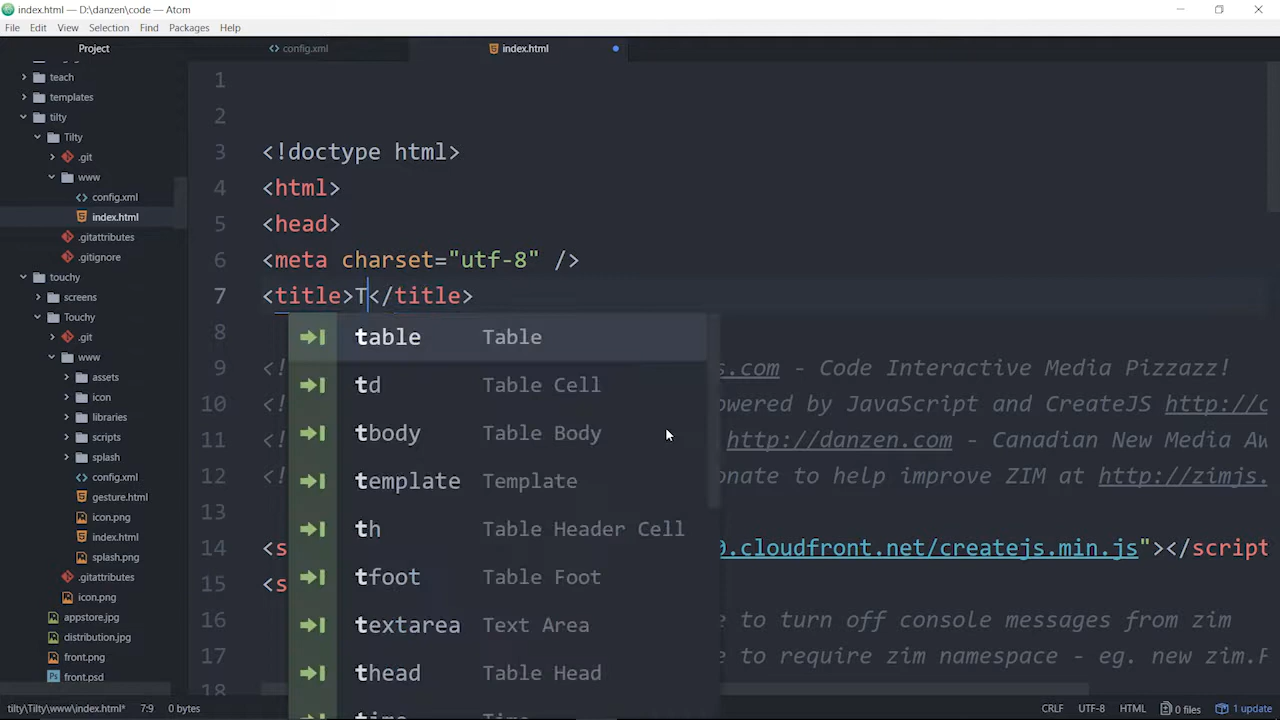 index.html — D:\danzen\code — Atom
File Edit View Selection Find Packages Help
Project
config.xml
index.html
teach
templates
tilty
Tilty
.git
www
config.xml
index.html
.gitattributes
.gitignore
touchy
screens
Touchy
.git
www
assets
icon
libraries
scripts
splash
config.xml
gesture.html
icon.png
index.html
splash.png
.gitattributes
icon.png
appstore.jpg
distribution.jpg
front.png
front.psd
1
2
3 <!doctype html>
4 <html>
5 <head>
6 <meta charset="utf-8" />
7 <title>T</title>
8
9 <! s.com - Code Interactive Media Pizzazz!
10 <! owered by JavaScript and CreateJS http://c
11 <! http://danzen.com - Canadian New Media Aw
12 <! onate to help improve ZIM at http://zimjs.
13
14 <s 0.cloudfront.net/createjs.min.js"></script
15 <s
16 e to turn off console messages from zim
17 e to require zim namespace - eg. new zim.F
18
table Table
td Table Cell
tbody Table Body
template Template
th Table Header Cell
tfoot Table Foot
textarea Text Area
thead Table Head
time Time
tilty\Tilty\www\index.html* 7:9 0 bytes CRLF UTF-8 HTML 0 files 1 update